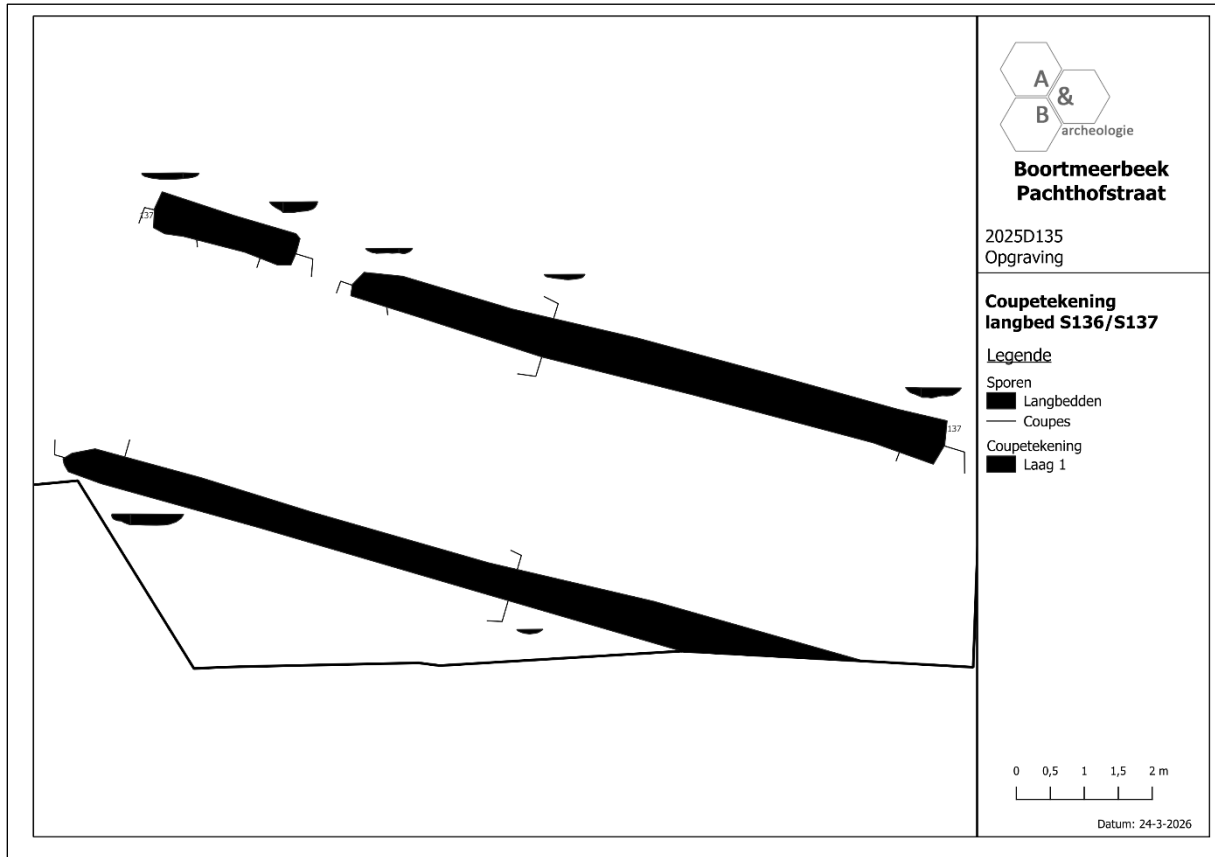 A
&
B
archeologie
Boortmeerbeek
Pachthofstraat
2025D135
Opgraving
Coupetekening
langbed S136/S137
Legende
Sporen
Langbedden
Coupes
Coupetekening
Laag 1
137
137
0 0,5 1 1,5 2 m
Datum: 24-3-2026